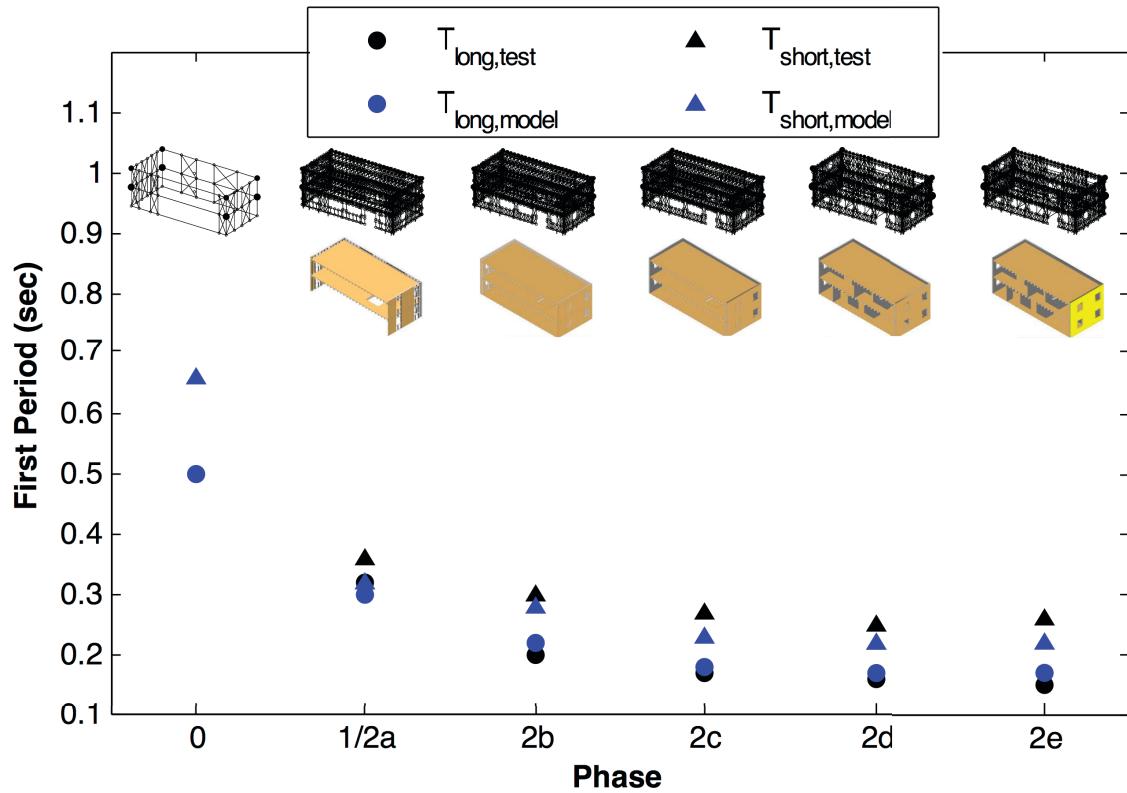 T long,test
T short,test
T long,model
T short,model
1.1
1
0.9
0.8
0.7
0.6
0.5
0.4
0.3
0.2
0.1
First Period (sec)
0 1/2a 2b 2c 2d 2e
Phase